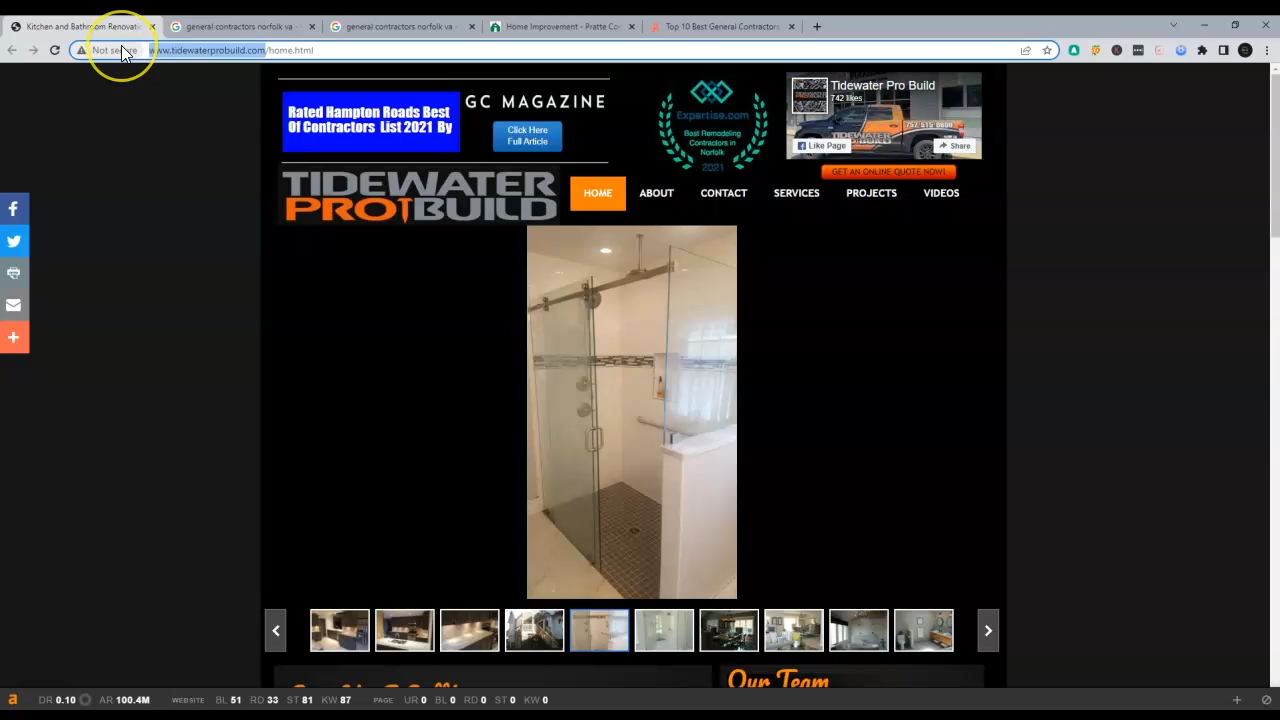 Kitchen and Bathroom Renovati
general contractors norfolk va -
general contractors norfolk va -
Home Improvement - Pratte Co
Top 10 Best General Contractors
Not secure
www.tidewaterprobuild.com/home.html
Rated Hampton Roads Best
Of Contractors List 2021 By
GC MAGAZINE
Click Here
Full Article
Expertise.com
Best Remodeling
Contractors in
Norfolk
2021
Tidewater Pro Build
742 likes
Like Page
Share
GET AN ONLINE QUOTE NOW!
TIDEWATER
PROBUILD
HOME
ABOUT
CONTACT
SERVICES
PROJECTS
VIDEOS
Our Team
DR 0.10
AR 100.4M
WEBSITE
BL 51
RD 33
ST 81
KW 87
PAGE
UR 0
BL 0
RD 0
ST 0
KW 0